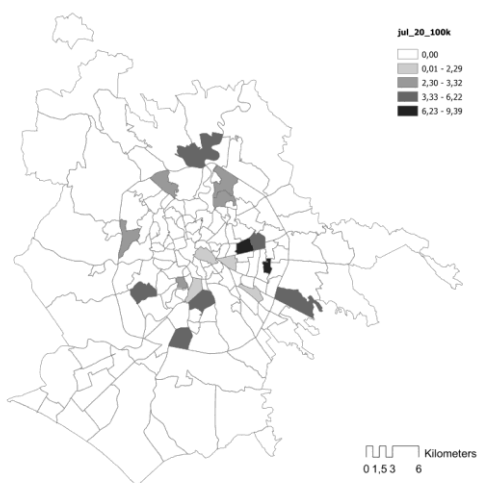 jul_20_100k
0,00
0,01 - 2,29
2,30 - 3,32
3,33 - 6,22
6,23 - 9,39
Kilometers
0 1,5 3 6